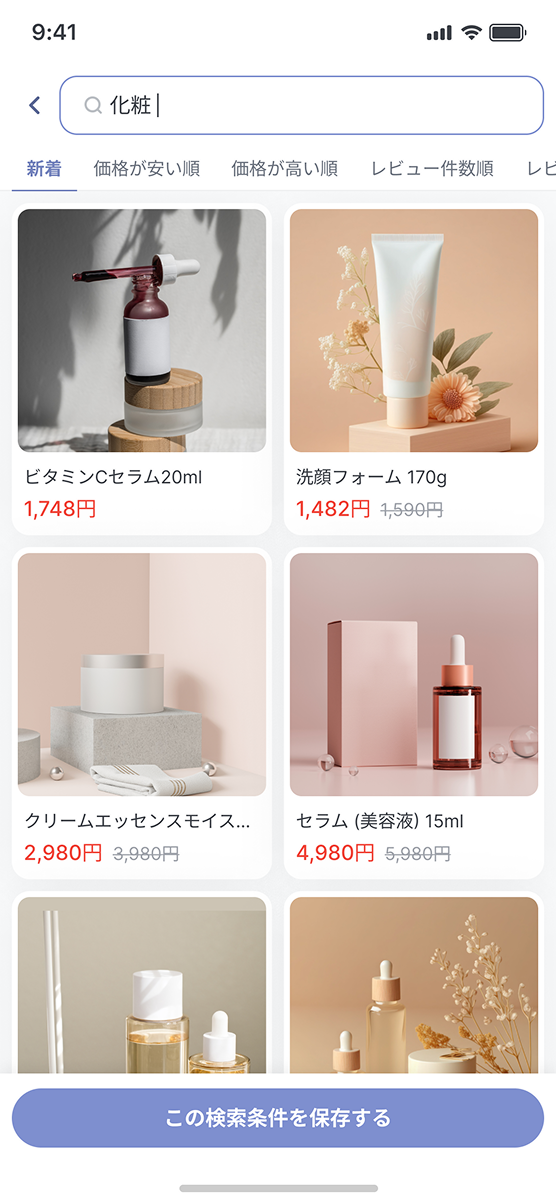 9:41
化粧
新着 価格が安い順 価格が高い順 レビュー件数順 レビ
ビタミンCセラム20ml
1,748円
洗顔フォーム 170g
1,482円 1,590円
クリームエッセンスモイス...
2,980円 3,980円
セラム (美容液) 15ml
4,980円 5,980円
この検索条件を保存する